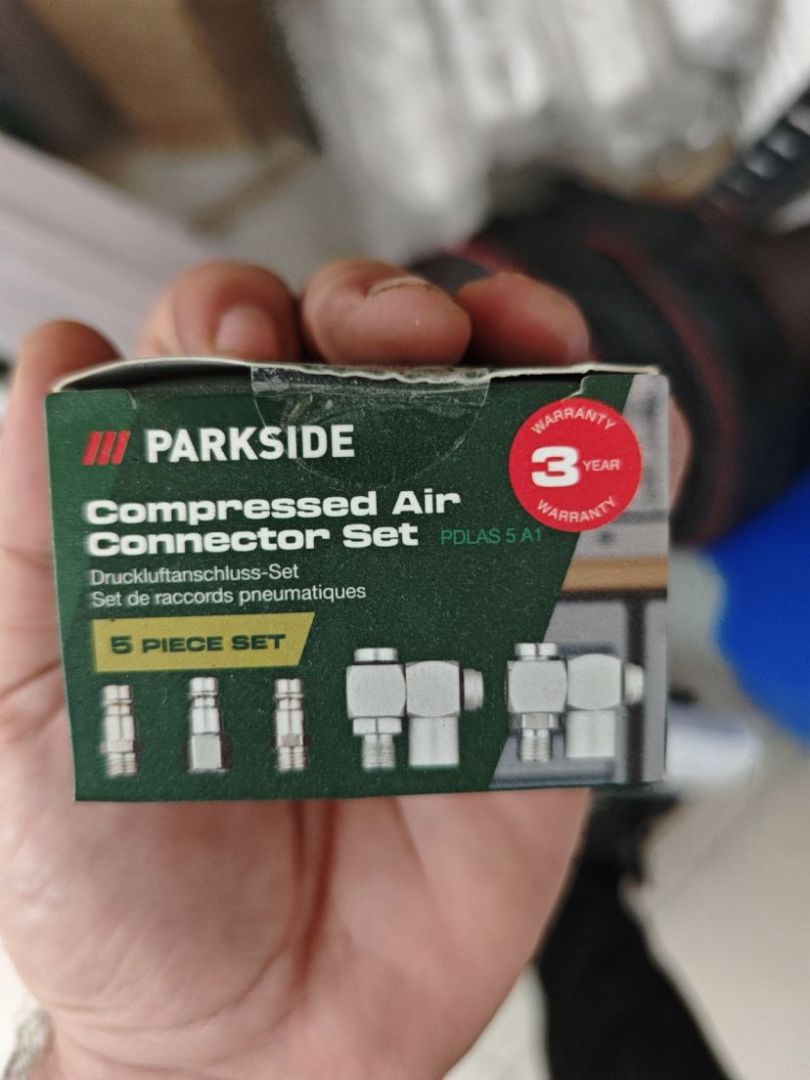 PARKSIDE
WARRANTY
3 YEAR
WARRANTY
Compressed Air
Connector Set PDLAS 5 A1
Druckluftanschluss-Set
Set de raccords pneumatiques
5 PIECE SET